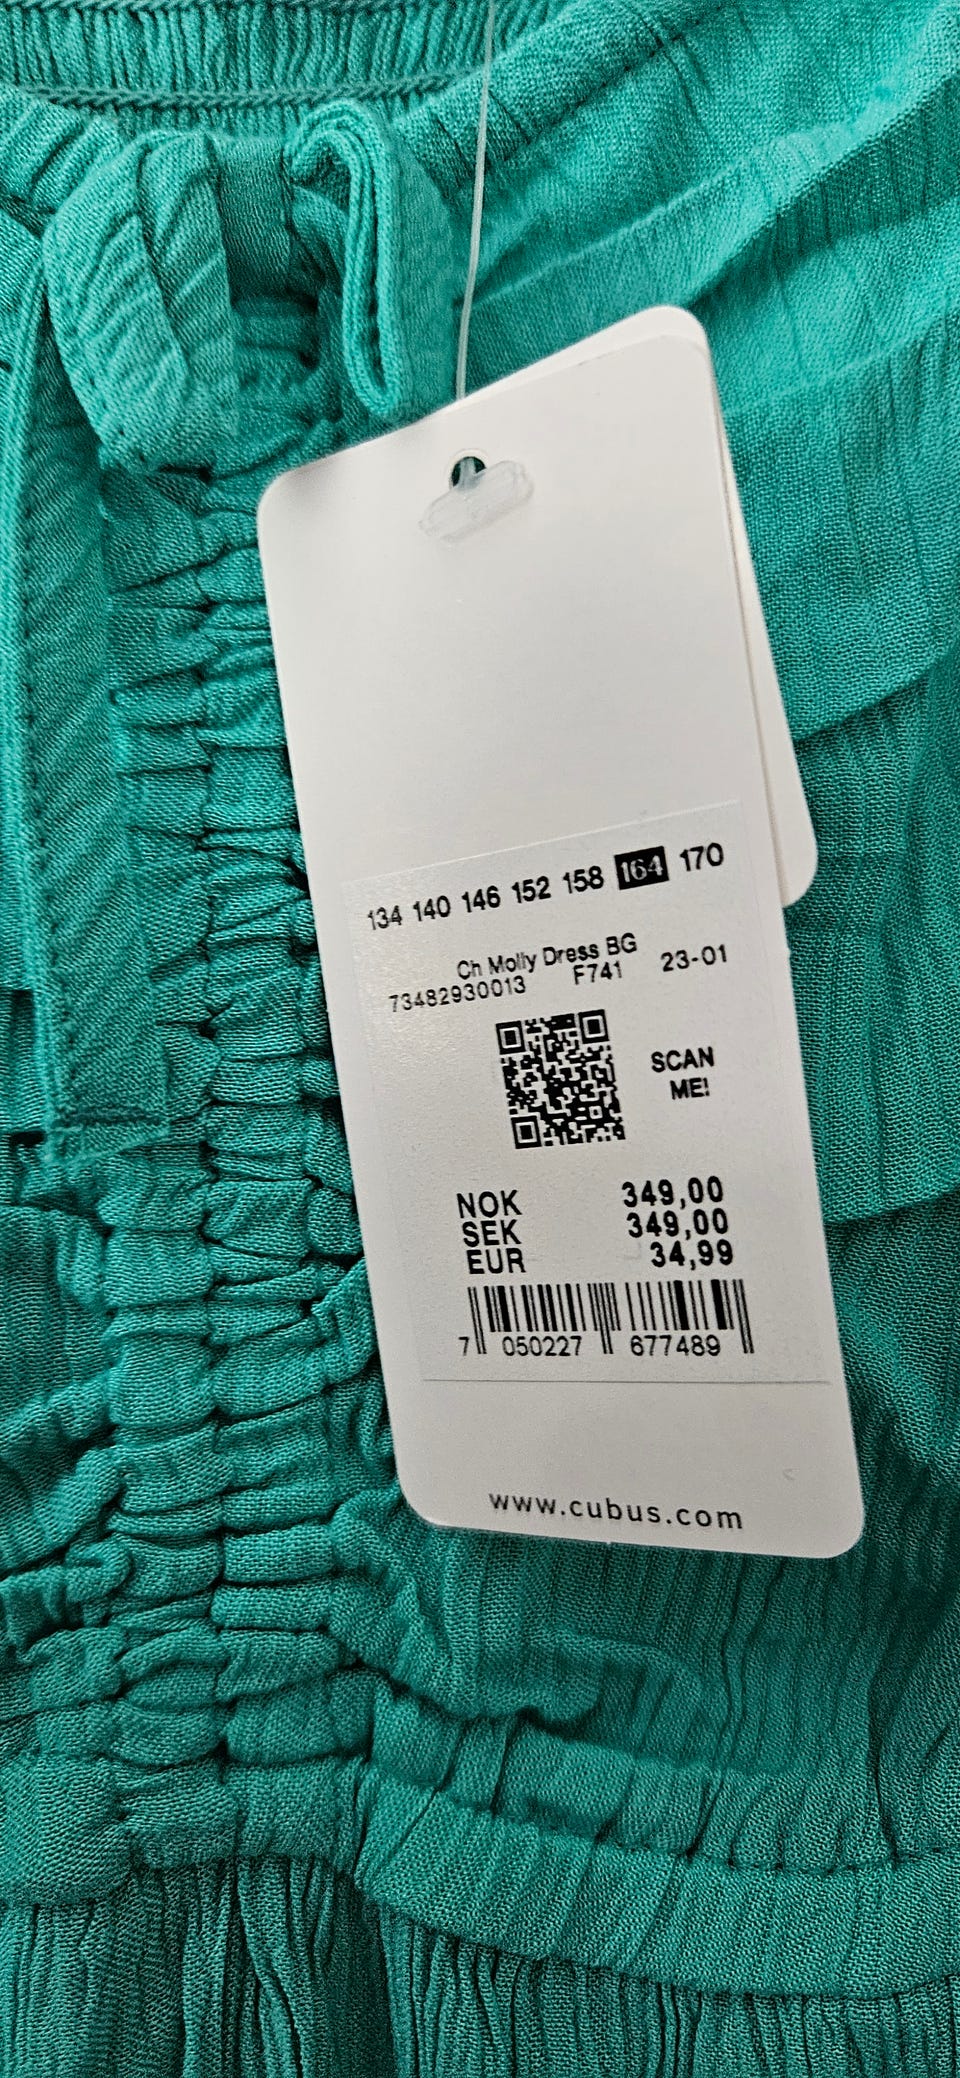 134 140 146 152 158 164 170
Ch Molly Dress BG
73482930013 F741 23-01
SCAN
ME!
NOK 349,00
SEK 349,00
EUR 34,99
7 050227 677489
www.cubus.com